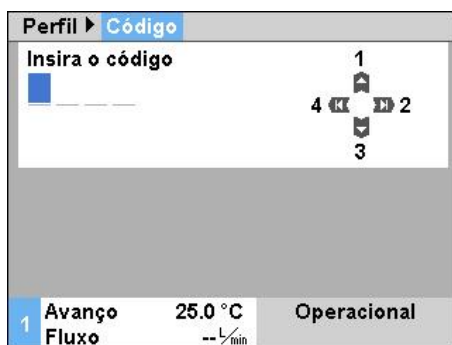 Perfil ▶ Código
Insira o código
1
4 2
3
1 Avanço 25.0 °C Operacional
Fluxo -- L/min